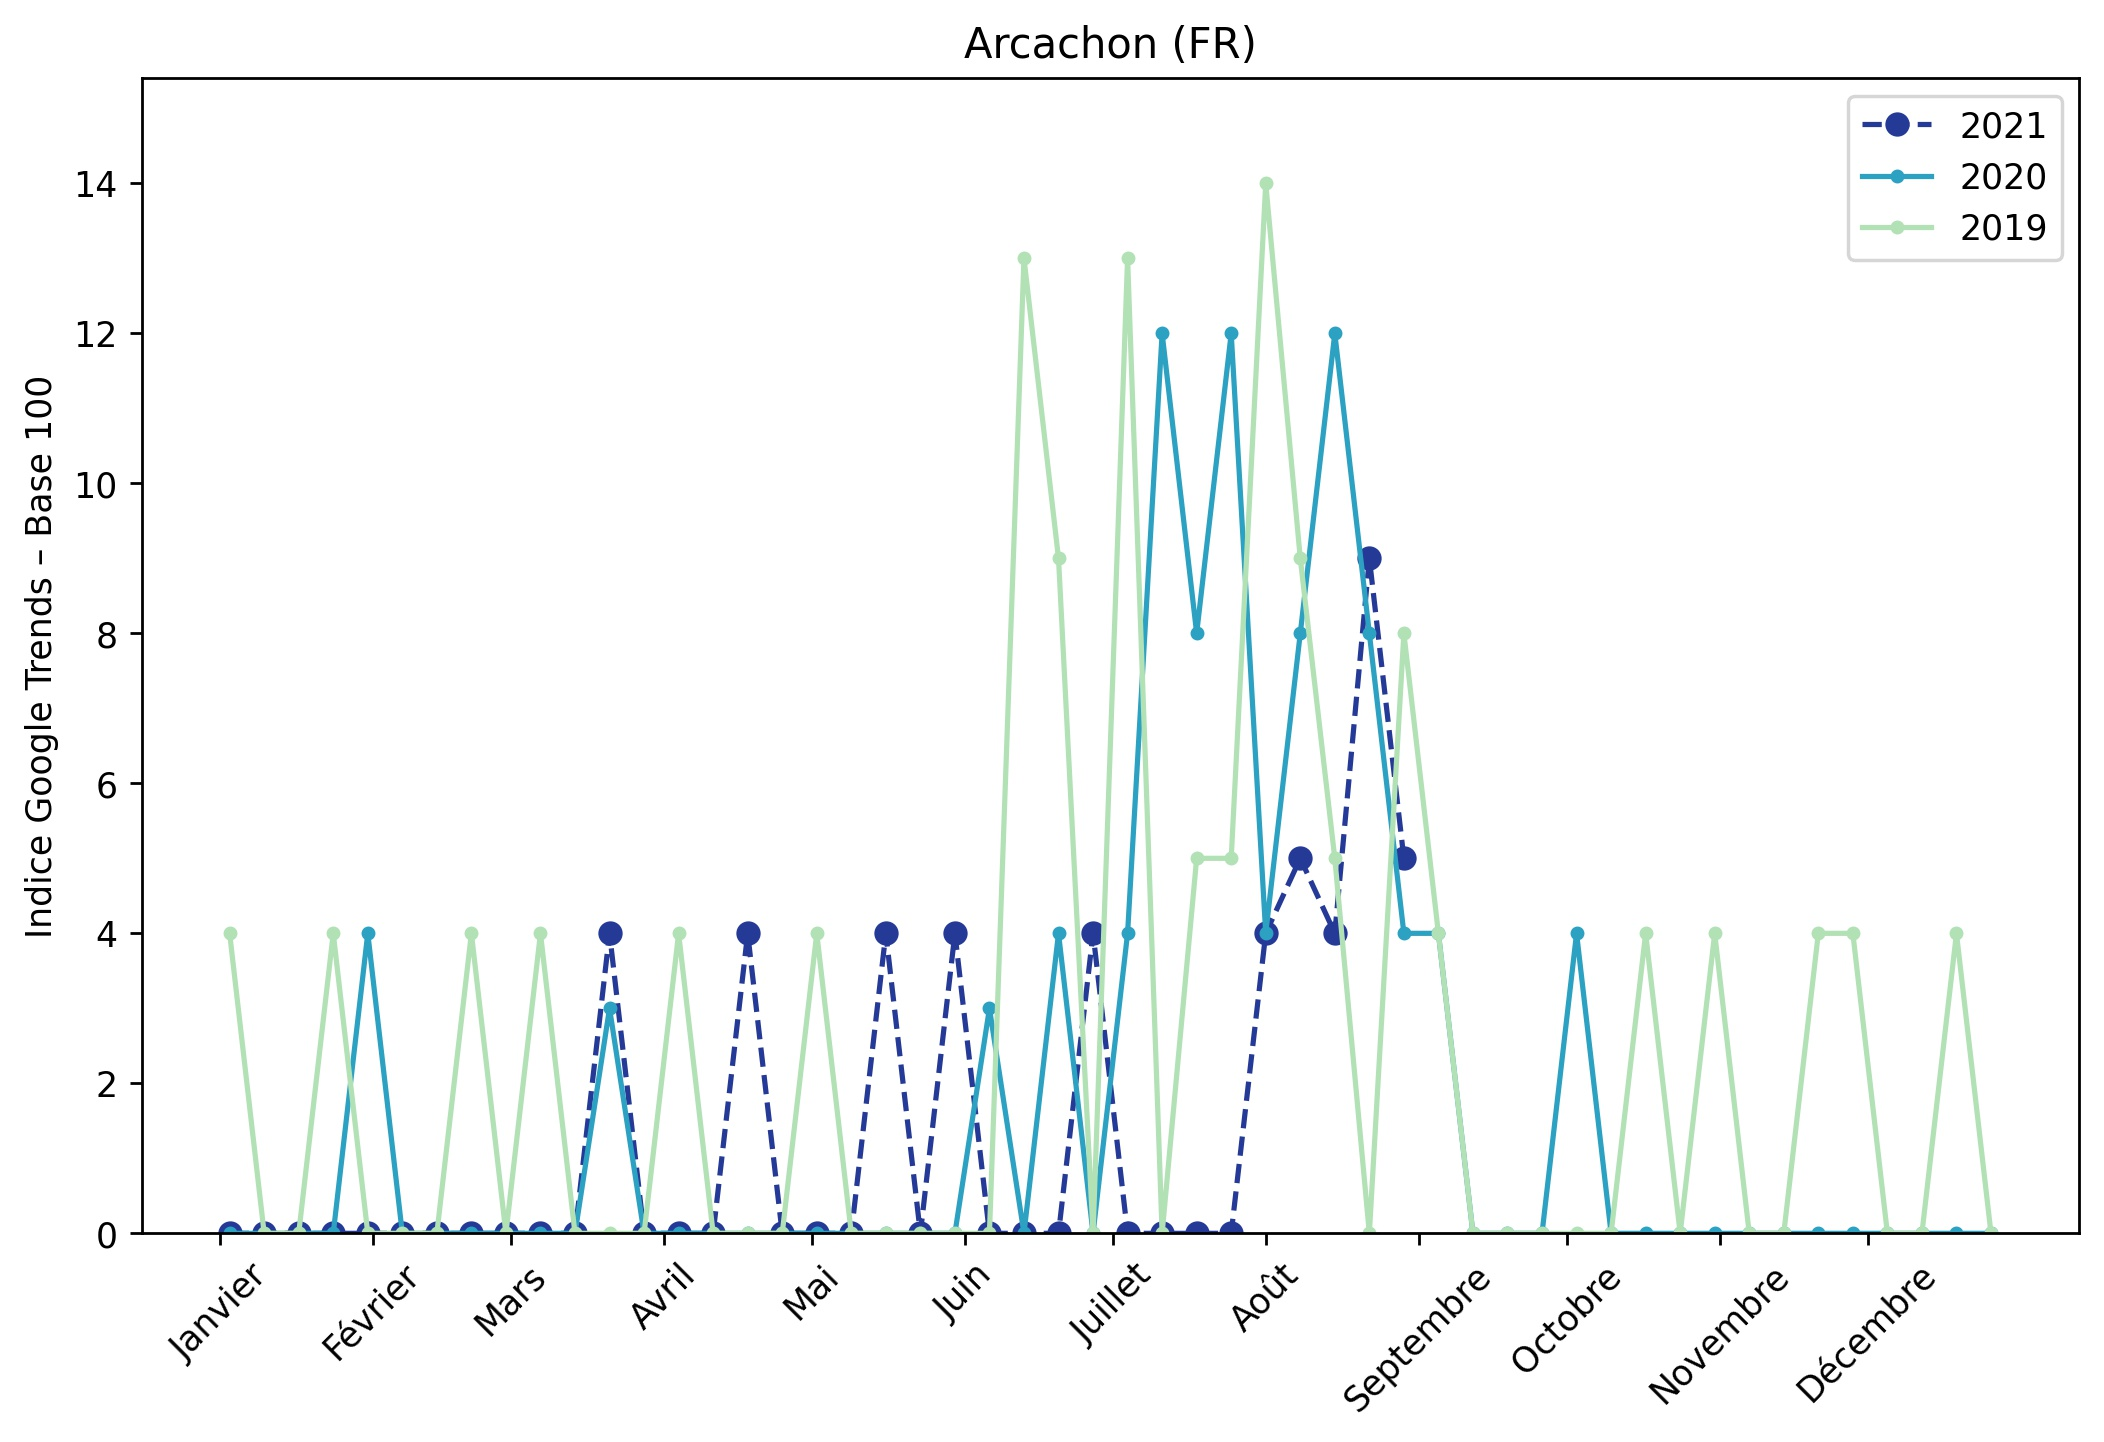 Arcachon (FR)
2021
2020
2019
Indice Google Trends – Base 100
14
12
10
8
6
4
2
0
Janvier
Février
Mars
Avril
Mai
Juin
Juillet
Août
Septembre
Octobre
Novembre
Décembre